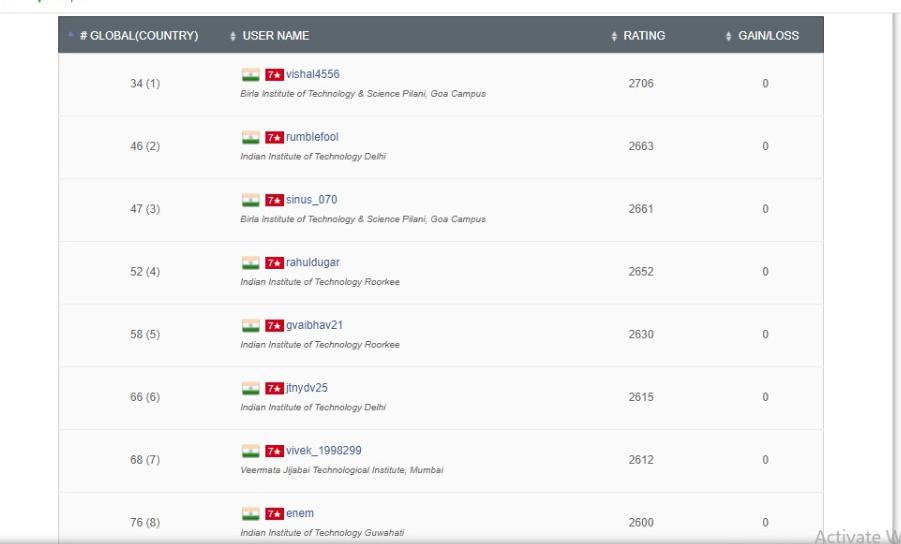 # GLOBAL(COUNTRY) USER NAME RATING GAIN/LOSS
34 (1) 7★ vishal4556 2706 0
Birla Institute of Technology & Science Pilani, Goa Campus
46 (2) 7★ rumblefool 2663 0
Indian Institute of Technology Delhi
47 (3) 7★ sinus_070 2661 0
Birla Institute of Technology & Science Pilani, Goa Campus
52 (4) 7★ rahuldugar 2652 0
Indian Institute of Technology Roorkee
58 (5) 7★ gvaibhav21 2630 0
Indian Institute of Technology Roorkee
66 (6) 7★ jtnydv25 2615 0
Indian Institute of Technology Delhi
68 (7) 7★ vivek_1998299 2612 0
Veermata Jijabai Technological Institute, Mumbai
76 (8) 7★ enem 2600 0
Indian Institute of Technology Guwahati
Activate W